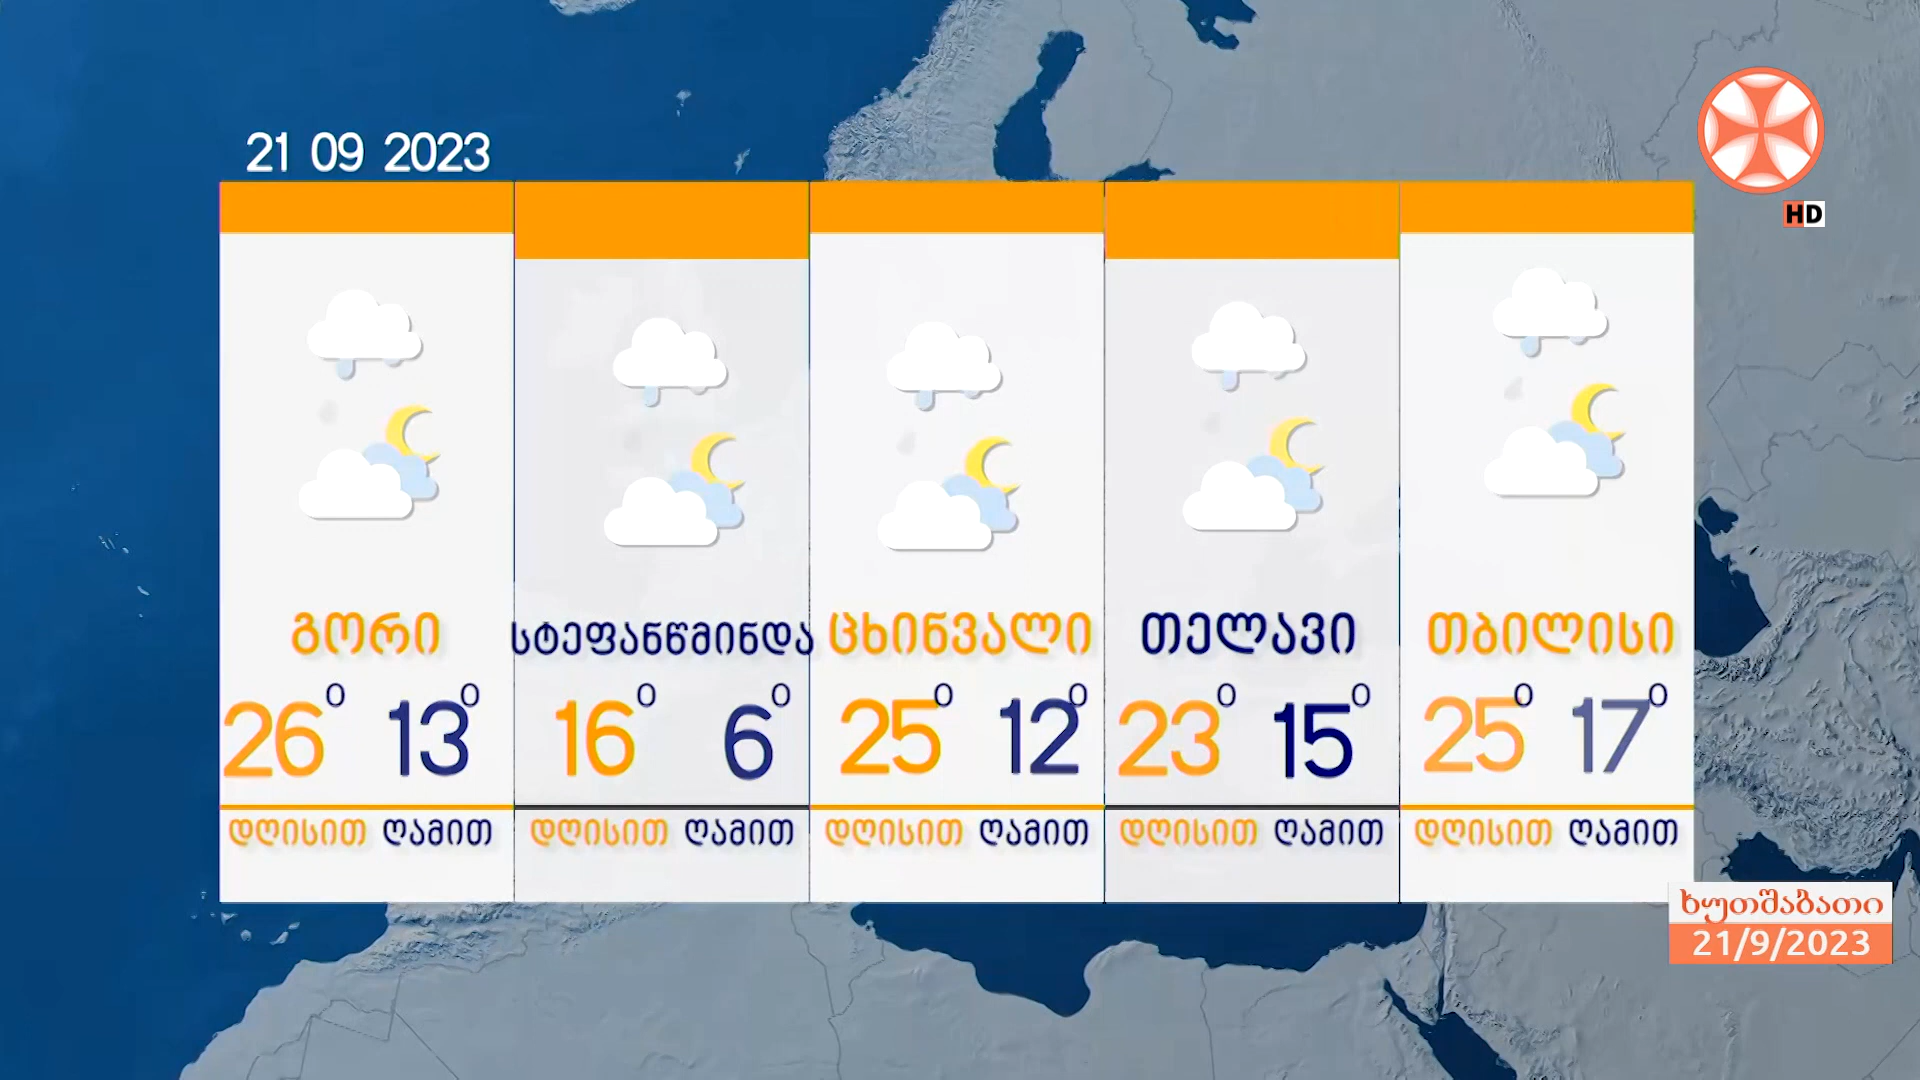 21 09 2023
HD
გორი
26° 13°
დღისით ღამით
სტეფანწმინდა
16° 6°
დღისით ღამით
ცხინვალი
25° 12°
დღისით ღამით
თელავი
23° 15°
დღისით ღამით
თბილისი
25° 17°
დღისით ღამით
ხუთშაბათი
21/9/2023